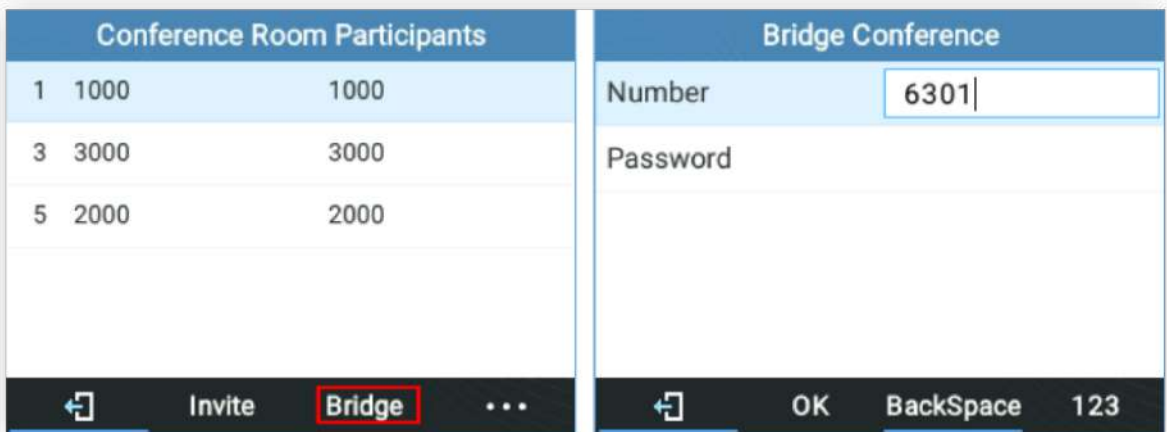 Conference Room Participants
1 1000 1000
3 3000 3000
5 2000 2000
Invite Bridge ...
Bridge Conference
Number 6301
Password
OK BackSpace 123